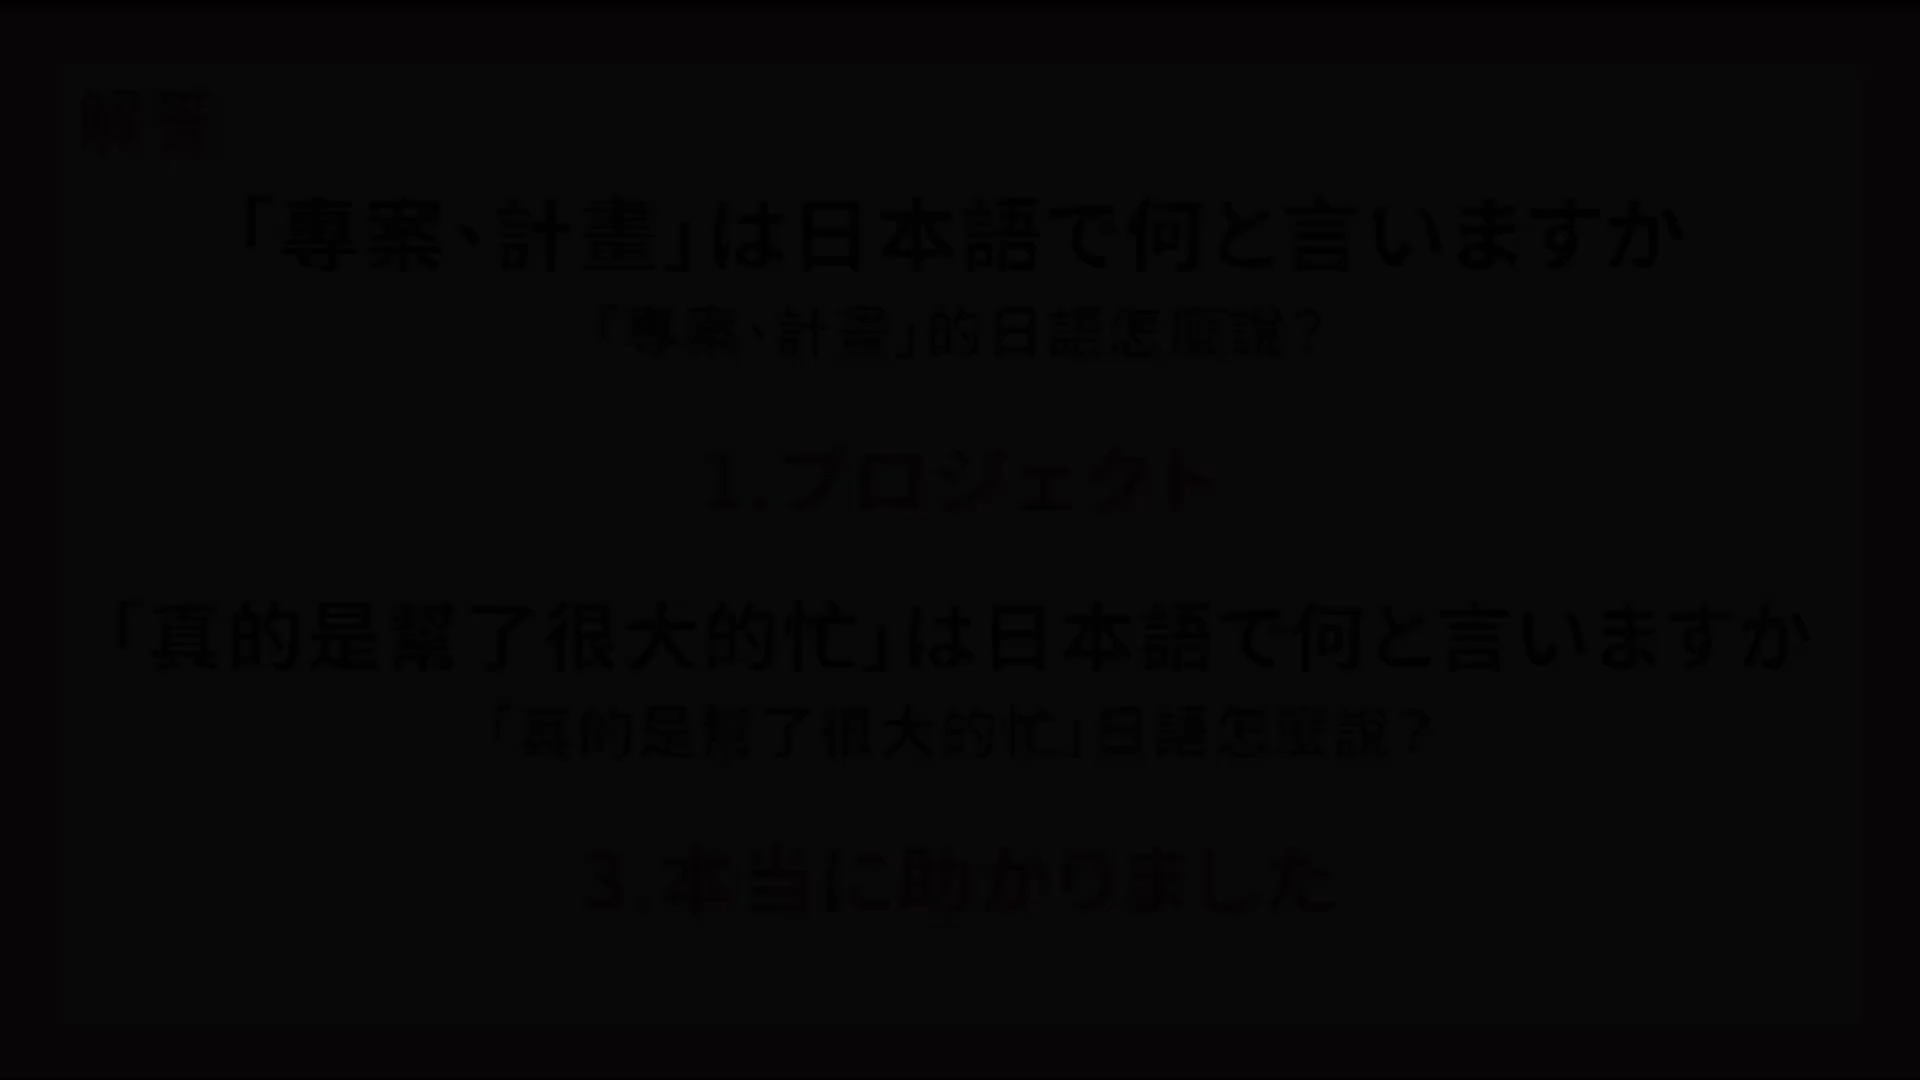 解答
「專案、計畫」は日本語で何と言いますか
「專案、計畫」的日語怎麼說?
1.プロジェクト
「真的是幫了很大的忙」は日本語で何と言いますか
「真的是幫了很大的忙」日語怎麼說?
3.本当に助かりました